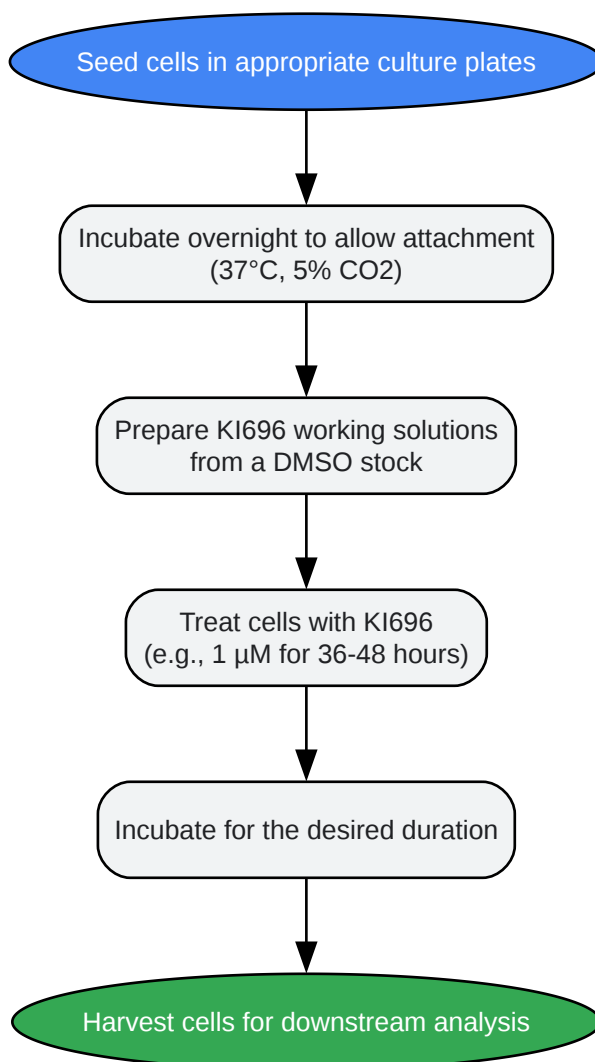 Seed cells in appropriate culture plates
Incubate overnight to allow attachment
(37°C, 5% CO2)
Prepare KI696 working solutions
from a DMSO stock
Treat cells with KI696
(e.g., 1 µM for 36-48 hours)
Incubate for the desired duration
Harvest cells for downstream analysis